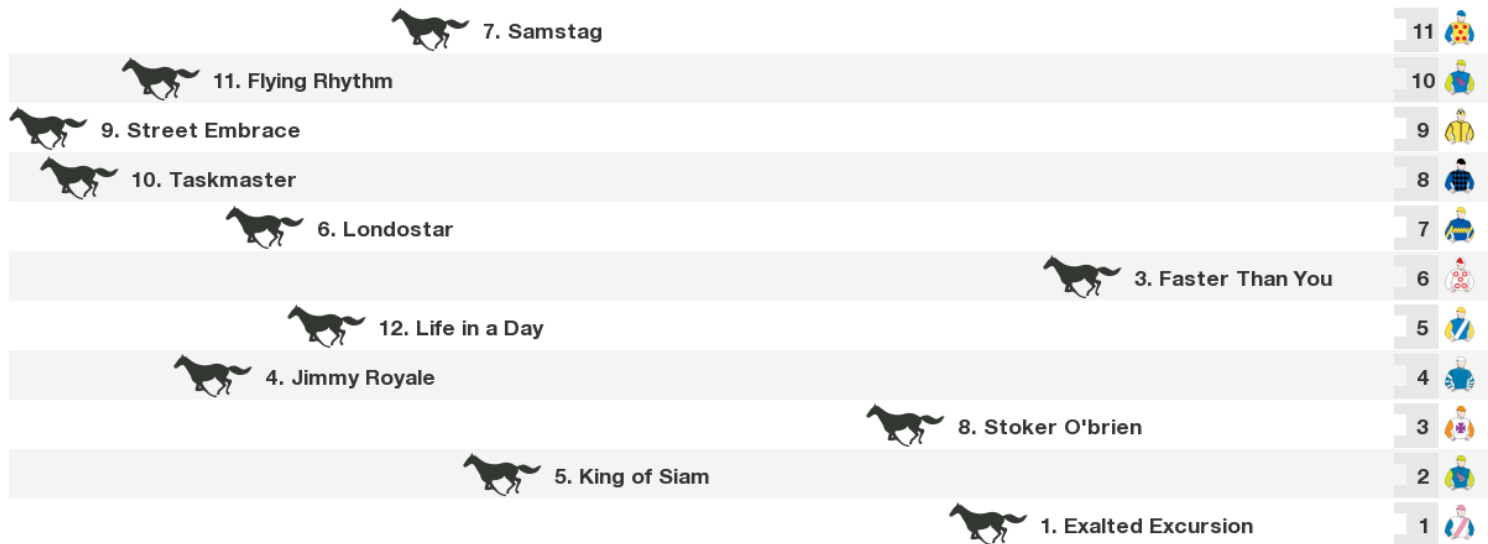 7. Samstag 11
11. Flying Rhythm 10
9. Street Embrace 9
10. Taskmaster 8
6. Londostar 7
3. Faster Than You 6
12. Life in a Day 5
4. Jimmy Royale 4
8. Stoker O'brien 3
5. King of Siam 2
1. Exalted Excursion 1